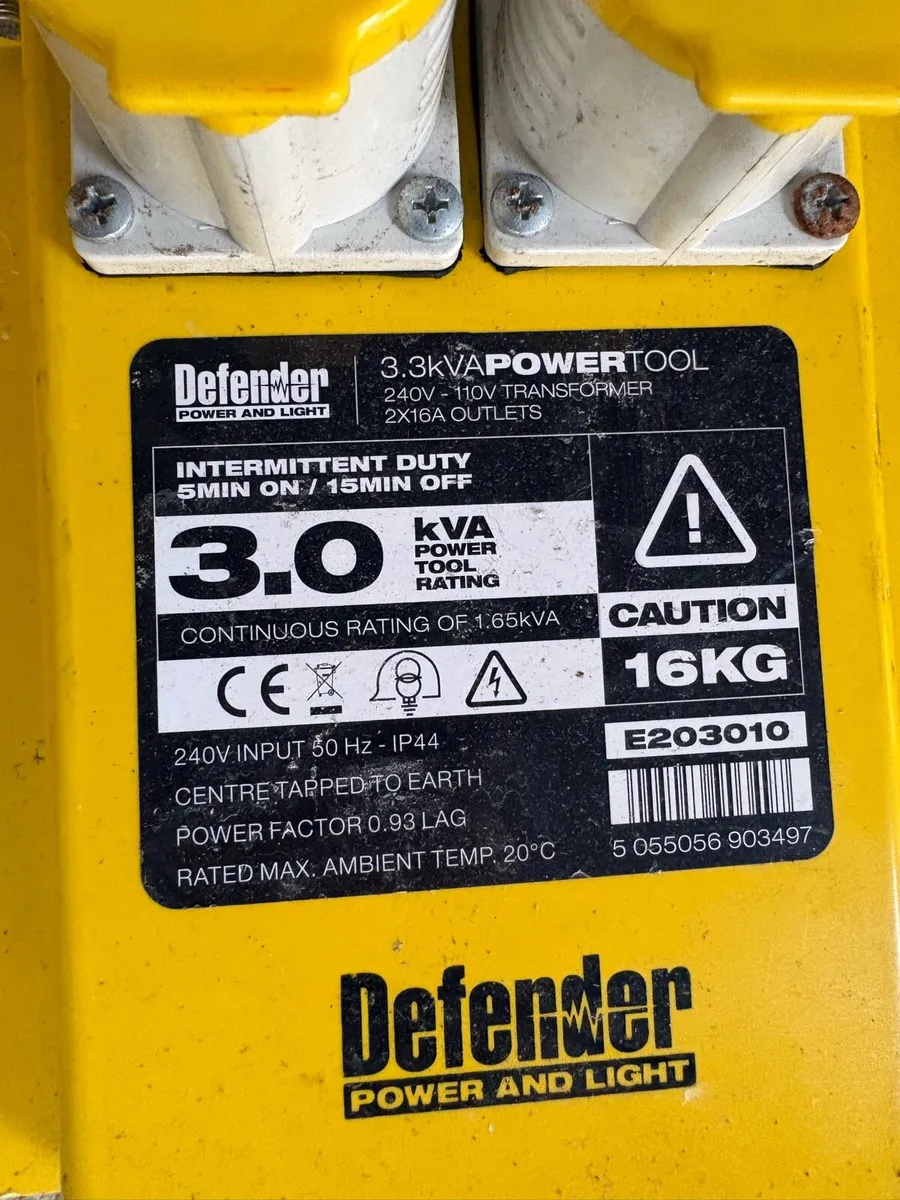 Defender
POWER AND LIGHT
3.3kVAPOWERTOOL
240V - 110V TRANSFORMER
2X16A OUTLETS
INTERMITTENT DUTY
5MIN ON / 15MIN OFF
3.0 kVA
POWER
TOOL
RATING
CONTINUOUS RATING OF 1.65kVA
CAUTION
16KG
CE
240V INPUT 50 Hz - IP44
CENTRE TAPPED TO EARTH
POWER FACTOR 0.93 LAG
RATED MAX. AMBIENT TEMP. 20°C
E203010
5 055056 903497
Defender
POWER AND LIGHT